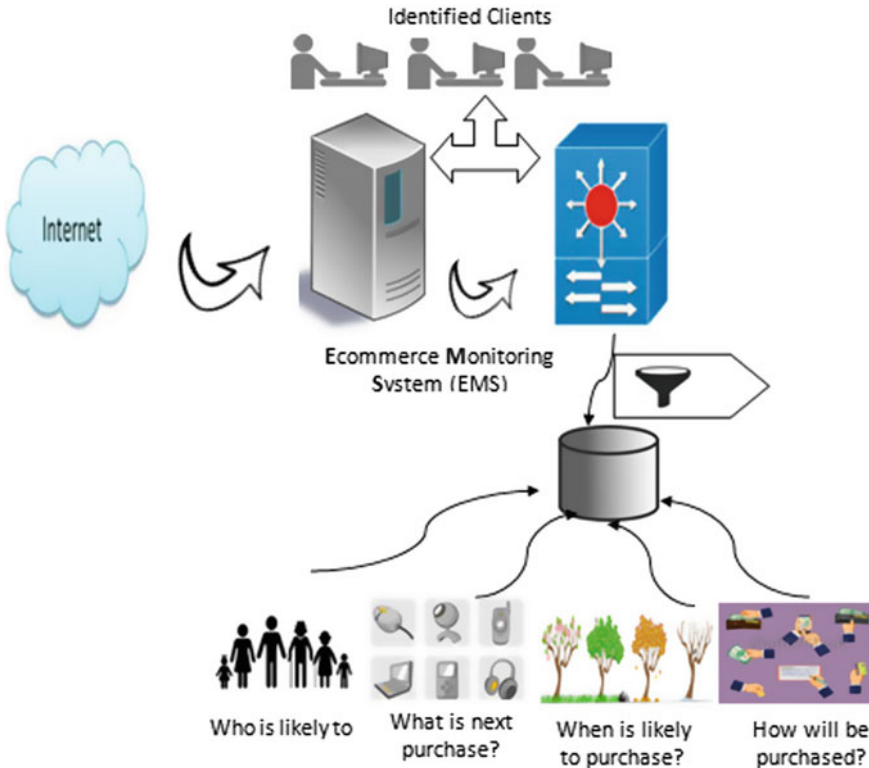 Identified Clients
Internet
Ecommerce Monitoring
System (EMS)
Who is likely to
What is next
purchase?
When is likely
to purchase?
How will be
purchased?